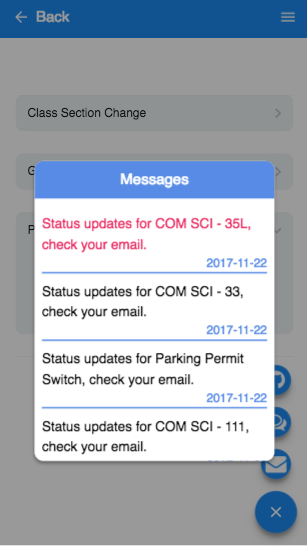 Back
Class Section Change
G
Messages
P
Status updates for COM SCI - 35L,
check your email.
2017-11-22
Status updates for COM SCI - 33,
check your email.
2017-11-22
Status updates for Parking Permit
Switch, check your email.
2017-11-22
Status updates for COM SCI - 111,
check your email.